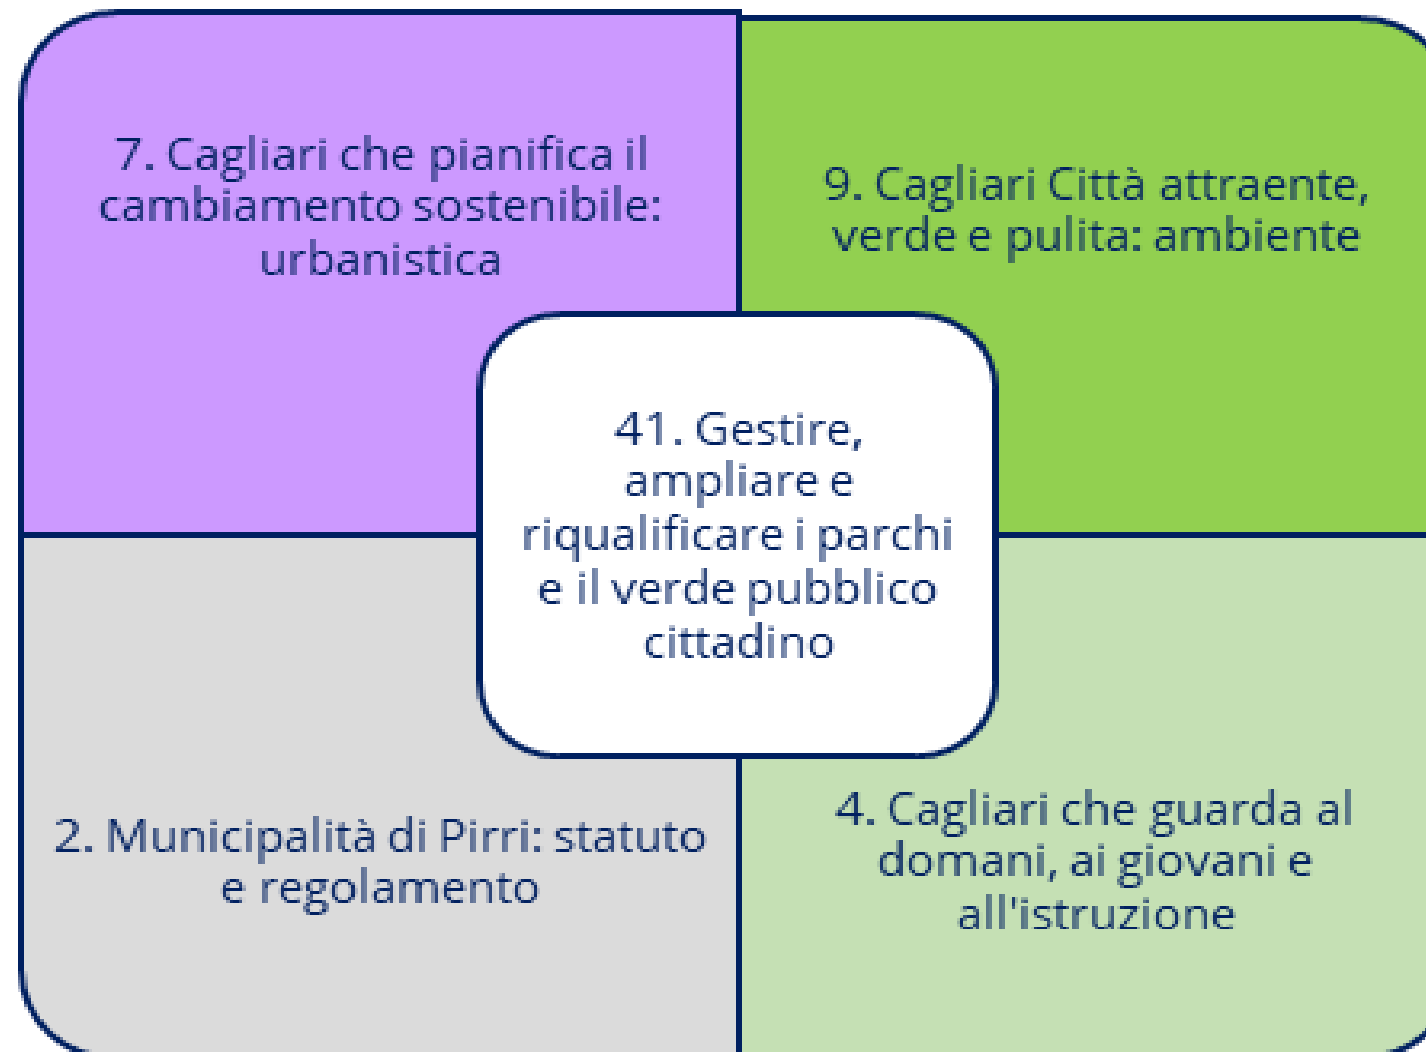 7. Cagliari che pianifica il
cambiamento sostenibile:
urbanistica
9. Cagliari Città attraente,
verde e pulita: ambiente
41. Gestire,
ampliare e
riqualificare i parchi
e il verde pubblico
cittadino
2. Municipalità di Pirri: statuto
e regolamento
4. Cagliari che guarda al
domani, ai giovani e
all'istruzione